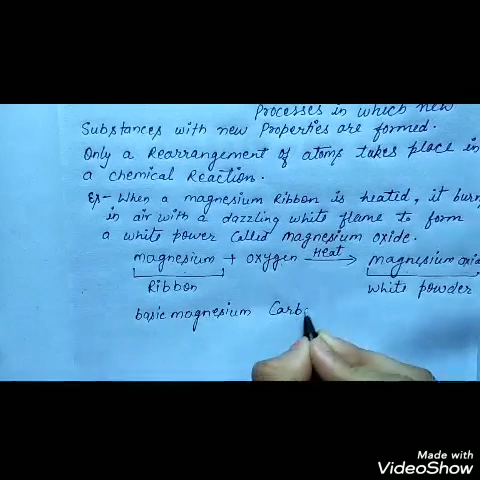 Processes in which new
Substances with new Properties are formed.
Only a Rearrangement of atoms takes place in
a chemical Reaction.
Ex- When a magnesium Ribbon is heated, it burn
in air with a dazzling white flame to form
a white power called magnesium oxide.
magnesium + oxygen Heat → magnesium oxid
Ribbon white powder
basic magnesium Carb
Made with
VideoShow